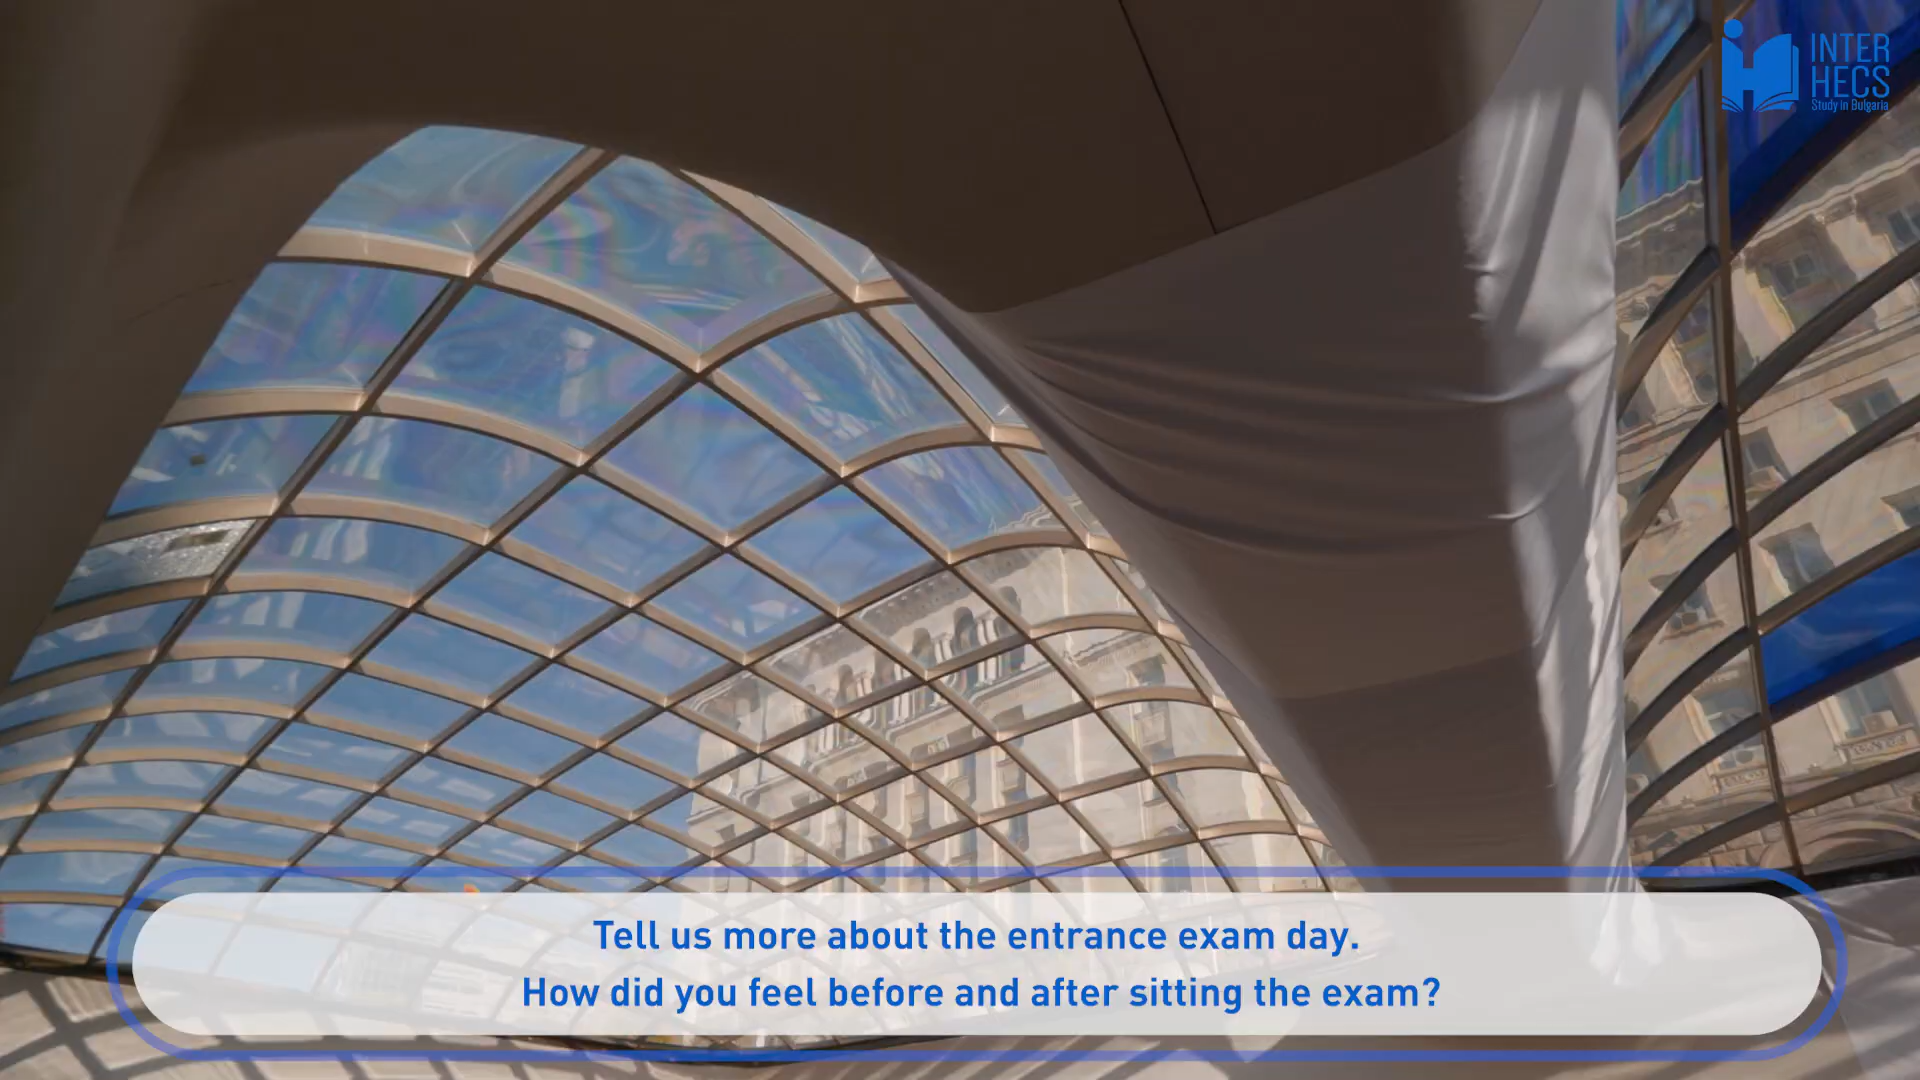 INTER
HECS
Study in Bulgaria
Tell us more about the entrance exam day.
How did you feel before and after sitting the exam?